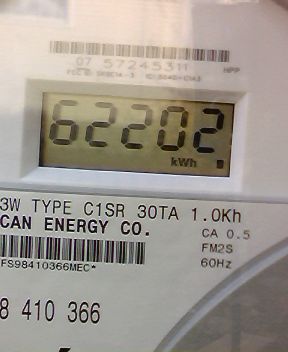 07 57245311
HPP
62202
kWh
3W TYPE C1SR 30TA 1.0Kh
CAN ENERGY CO.
CA 0.5
FM2S
FS98410366MEC*
60Hz
8 410 366